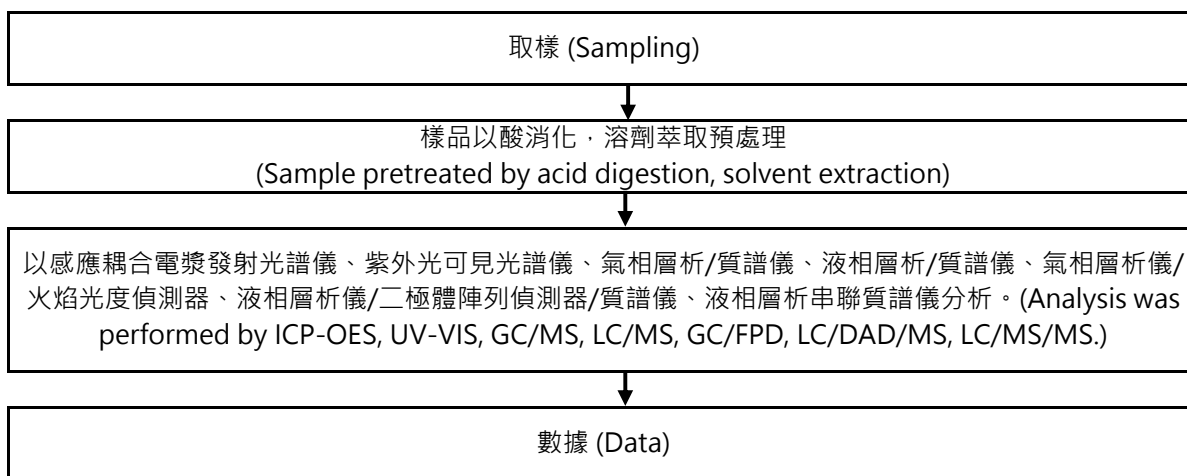 取樣 (Sampling)
樣品以酸消化，溶劑萃取預處理
(Sample pretreated by acid digestion, solvent extraction)
以感應耦合電漿發射光譜儀、紫外光可見光譜儀、氣相層析/質譜儀、液相層析/質譜儀、氣相層析儀/
火焰光度偵測器、液相層析儀/二極體陣列偵測器/質譜儀、液相層析串聯質譜儀分析。(Analysis was
performed by ICP-OES, UV-VIS, GC/MS, LC/MS, GC/FPD, LC/DAD/MS, LC/MS/MS.)
數據 (Data)